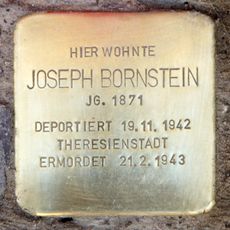 HIER WOHNTE
JOSEPH BORNSTEIN
JG. 1871
DEPORTIERT 19.11.1942
THERESIENSTADT
ERMORDET 21.2.1943